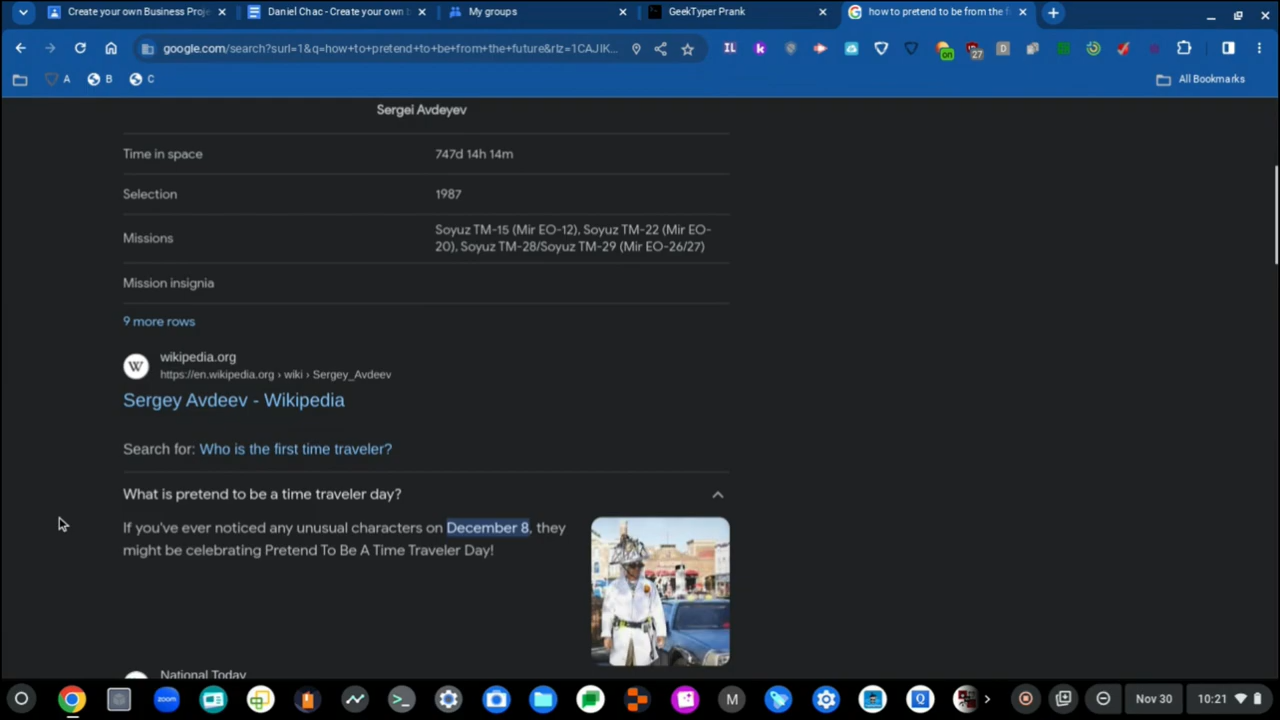 Create your own Business Proje
Daniel Chac - Create your own b
My groups
GeekTyper Prank
how to pretend to be from the f
google.com/search?surl=1&q=how+to+pretend+to+be+from+the+future&rlz=1CAJIK...
IL
k
on
27
D
A
B
C
All Bookmarks
Sergei Avdeyev
Time in space 747d 14h 14m
Selection 1987
Missions Soyuz TM-15 (Mir EO-12), Soyuz TM-22 (Mir EO-
20), Soyuz TM-28/Soyuz TM-29 (Mir EO-26/27)
Mission insignia
9 more rows
W
wikipedia.org
https://en.wikipedia.org › wiki › Sergey_Avdeev
Sergey Avdeev - Wikipedia
Search for: Who is the first time traveler?
What is pretend to be a time traveler day?
If you've ever noticed any unusual characters on December 8, they
might be celebrating Pretend To Be A Time Traveler Day!
National Today
zoom
M
Q
Nov 30
10:21